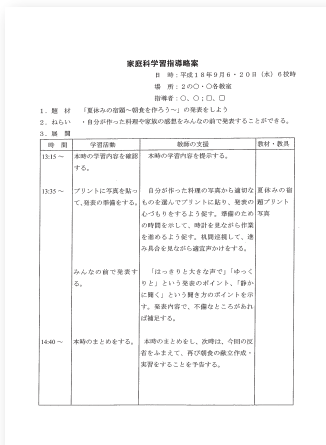 家庭科学習指導略案
日　時：平成１８年９月６・２０日（水）６校時
場　所：２の○・○各教室
指導者：○、○；□、□
１．題　材　「夏休みの宿題～朝食を作ろう～」の発表をしよう
２．ねらい　・自分が作った料理や家族の感想をみんなの前で発表することができる。
３．展　開
時　間　学習活動　教師の支援　教材・教具
13:15～　本時の学習内容を確認　本時の学習内容を提示する。
する。
13:35～　プリントに写真を貼っ　自分が作った料理の写真から適切な　夏休みの宿
て、発表の準備をする。　ものを選んでプリントに貼り、発表の　題プリント
心づもりをするよう促す。準備のため　写真
の時間を示して、時計を見ながら作業
を進めるよう促す。机間巡視して、進
み具合を見ながら適宜声かけをする。
みんなの前で発表す　「はっきりと大きな声で」「ゆっく
る。　りと」という発表のポイント、「静か
に聞く」という聞き方のポイントを示
す。発表内容で、不備なところがあれ
ば補足する。
14:40～　本時のまとめをする。　本時のまとめをし、次時は、今回の反
省をふまえて、再び朝食の献立作成・
実習をすることを予告する。